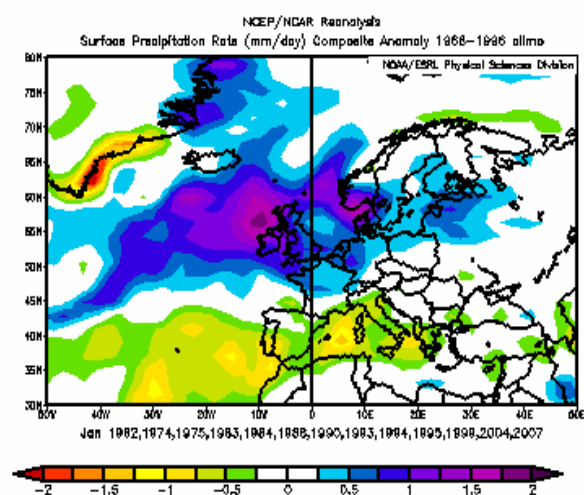 NCEP/NCAR Reanalysis
Surface Precipitation Rate (mm/day) Composite Anomaly 1968-1996 climo
NOAA/ESRL Physical Sciences Division
80N
75N
70N
65N
60N
55N
50N
45N
40N
35N
30N
50W 40W 30W 20W 10W 0 10E 20E 30E 40E 50E
Jan 1982,1974,1975,1983,1984,1988,1990,1993,1994,1995,1999,2004,2007
-2 -1.5 -1 -0.5 0 0.5 1 1.5 2